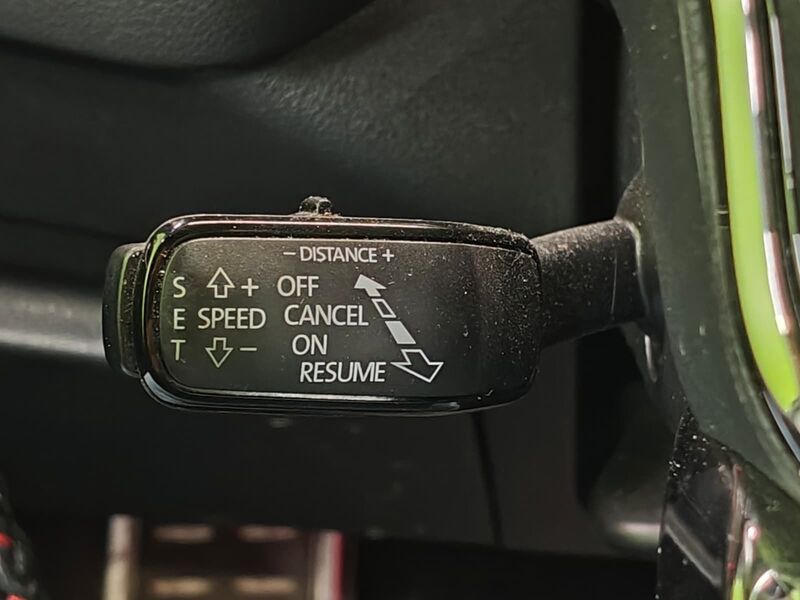 - DISTANCE +
S + OFF
E SPEED CANCEL
T - ON
RESUME